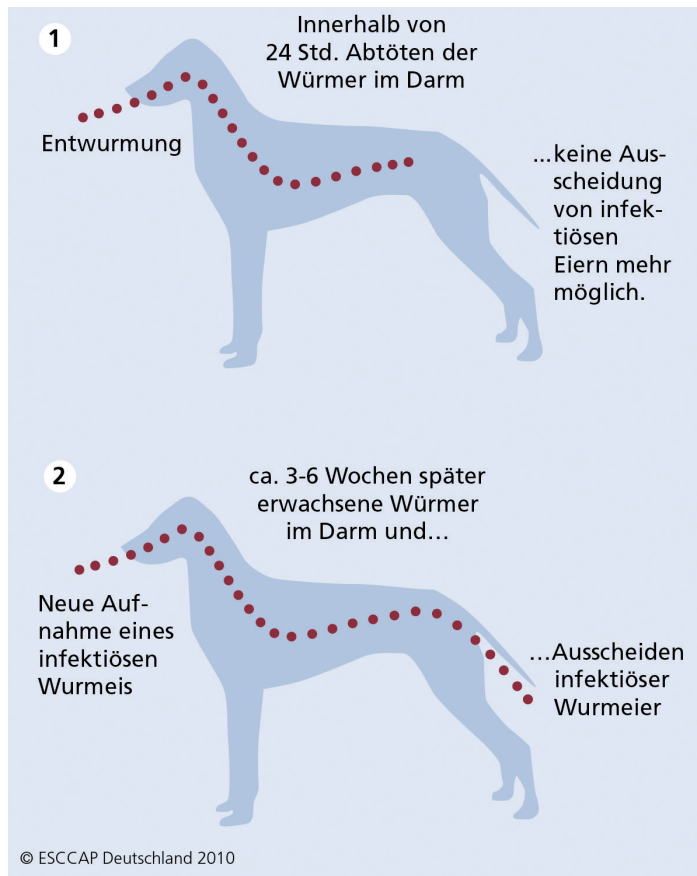 1
Innerhalb von
24 Std. Abtöten der
Würmer im Darm
Entwurmung
...keine Aus-
scheidung
von infek-
tiösen
Eiern mehr
möglich.
2
ca. 3-6 Wochen später
erwachsene Würmer
im Darm und...
Neue Auf-
nahme eines
infektiösen
Wurmeis
...Ausscheiden
infektiöser
Wurmeier
© ESCCAP Deutschland 2010